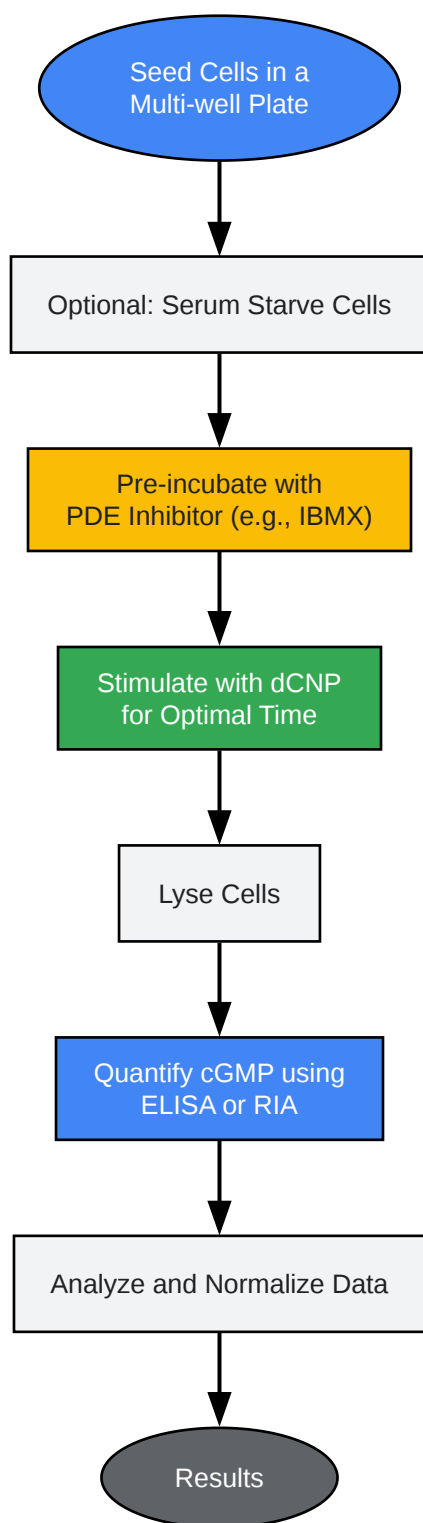 Seed Cells in a
Multi-well Plate
Optional: Serum Starve Cells
Pre-incubate with
PDE Inhibitor (e.g., IBMX)
Stimulate with dCNP
for Optimal Time
Lyse Cells
Quantify cGMP using
ELISA or RIA
Analyze and Normalize Data
Results